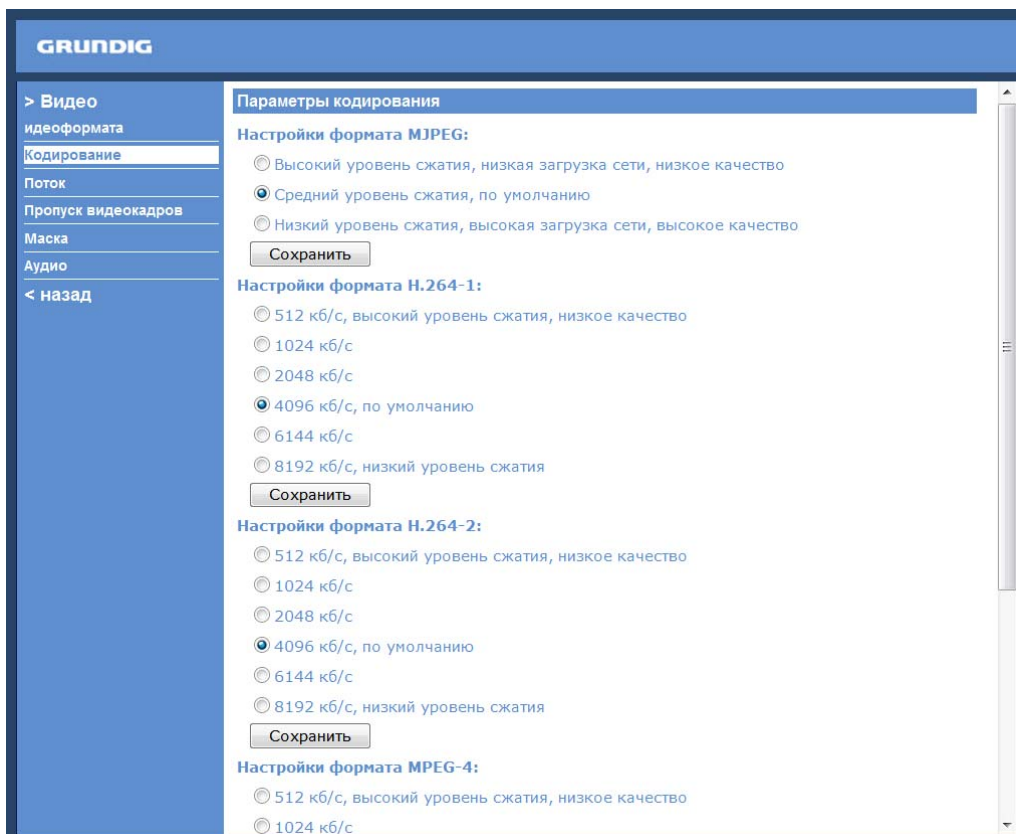 GRUNDIG
> Видео
идеоформата
Кодирование
Поток
Пропуск видеокадров
Маска
Аудио
< назад
Параметры кодирования
Настройки формата MJPEG:
Высокий уровень сжатия, низкая загрузка сети, низкое качество
Средний уровень сжатия, по умолчанию
Низкий уровень сжатия, высокая загрузка сети, высокое качество
Сохранить
Настройки формата H.264-1:
512 кб/с, высокий уровень сжатия, низкое качество
1024 кб/с
2048 кб/с
4096 кб/с, по умолчанию
6144 кб/с
8192 кб/с, низкий уровень сжатия
Сохранить
Настройки формата H.264-2:
512 кб/с, высокий уровень сжатия, низкое качество
1024 кб/с
2048 кб/с
4096 кб/с, по умолчанию
6144 кб/с
8192 кб/с, низкий уровень сжатия
Сохранить
Настройки формата MPEG-4:
512 кб/с, высокий уровень сжатия, низкое качество
1024 кб/с